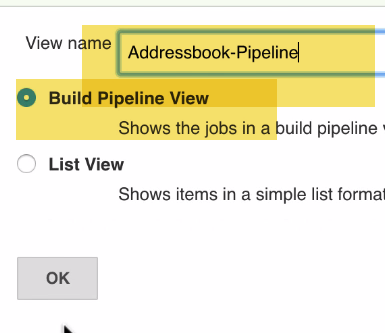 View name Addressbook-Pipeline
Build Pipeline View
Shows the jobs in a build pipeline
List View
Shows items in a simple list format
OK